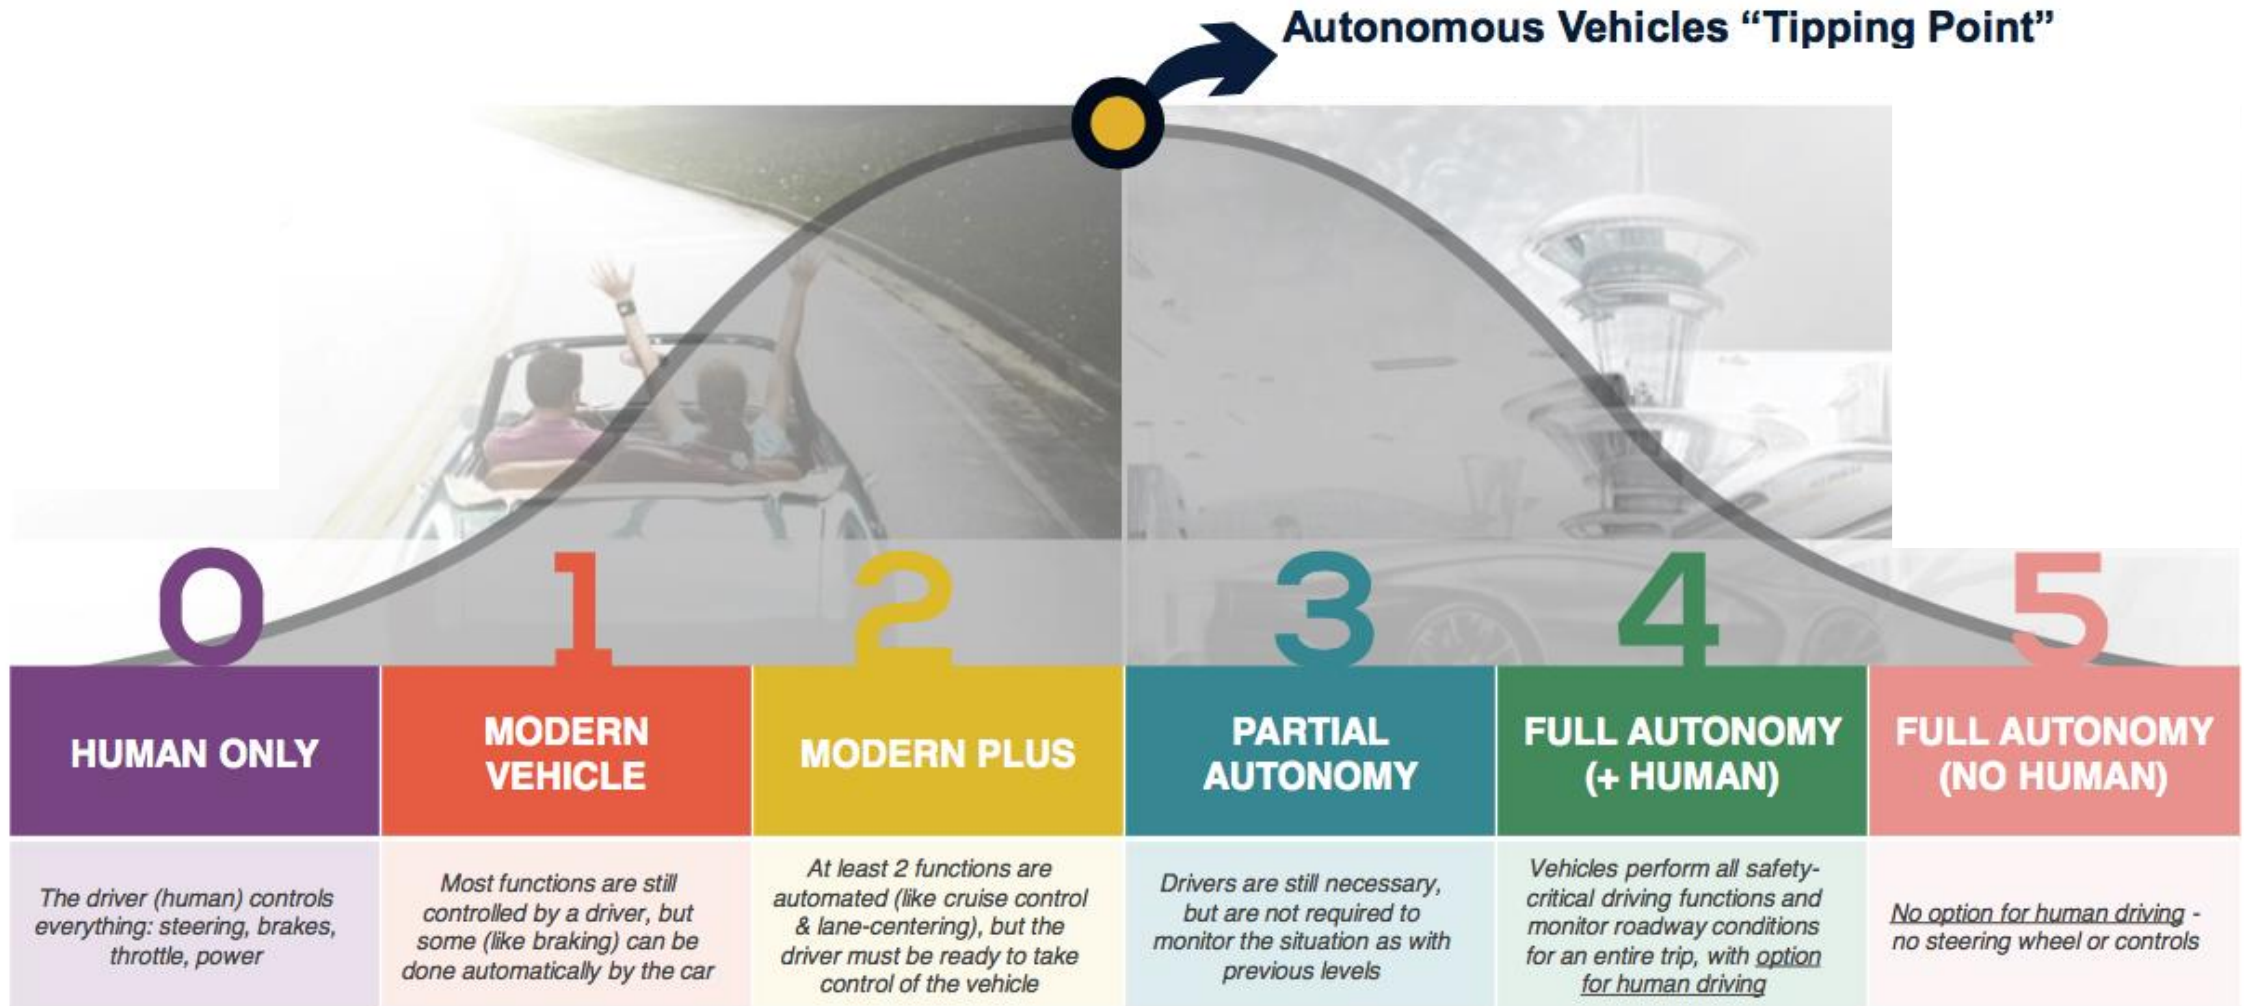 Autonomous Vehicles “Tipping Point”
0
1
2
3
4
5
HUMAN ONLY
MODERN
VEHICLE
MODERN PLUS
PARTIAL
AUTONOMY
FULL AUTONOMY
(+ HUMAN)
FULL AUTONOMY
(NO HUMAN)
The driver (human) controls
everything: steering, brakes,
throttle, power
Most functions are still
controlled by a driver, but
some (like braking) can be
done automatically by the car
At least 2 functions are
automated (like cruise control
& lane-centering), but the
driver must be ready to take
control of the vehicle
Drivers are still necessary,
but are not required to
monitor the situation as with
previous levels
Vehicles perform all safety-
critical driving functions and
monitor roadway conditions
for an entire trip, with option
for human driving
No option for human driving -
no steering wheel or controls